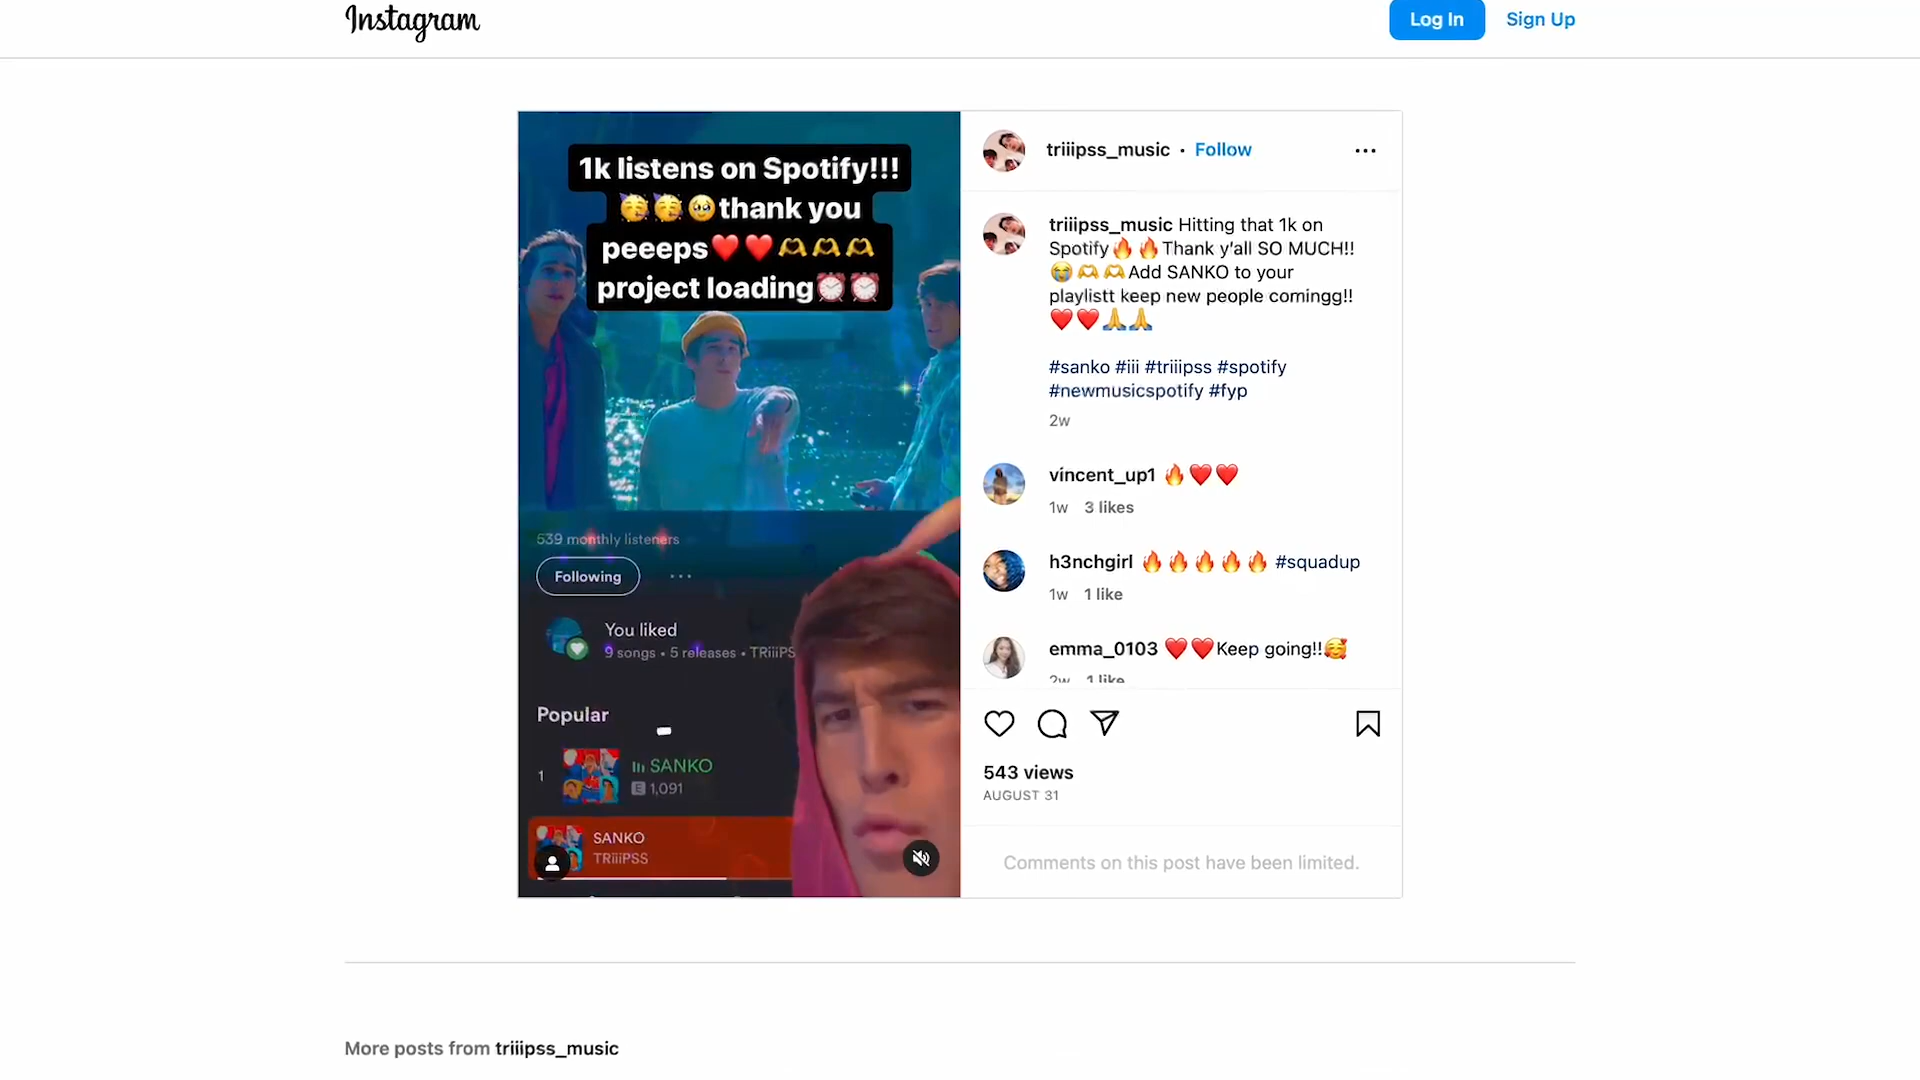 Instagram
Log In
Sign Up
1k listens on Spotify!!!
🥳🥳🥹thank you
peeeps❤️❤️🫶🫶🫶
project loading⏰⏰
539 monthly listeners
Following
You liked
9 songs • 5 releases • TRiiiPS
Popular
1
SANKO
E 1,091
SANKO
TRiiiPSS
triiipss_music • Follow
triiipss_music Hitting that 1k on
Spotify🔥🔥Thank y’all SO MUCH!!
😭🫶🫶Add SANKO to your
playlistt keep new people comingg!!
❤️❤️🙏🙏
#sanko #iii #triiipss #spotify
#newmusicspotify #fyp
2w
vincent_up1 🔥❤️❤️
1w 3 likes
h3nchgirl 🔥🔥🔥🔥🔥 #squadup
1w 1 like
emma_0103 ❤️❤️Keep going!!🥰
2w 1 like
543 views
AUGUST 31
Comments on this post have been limited.
More posts from triiipss_music